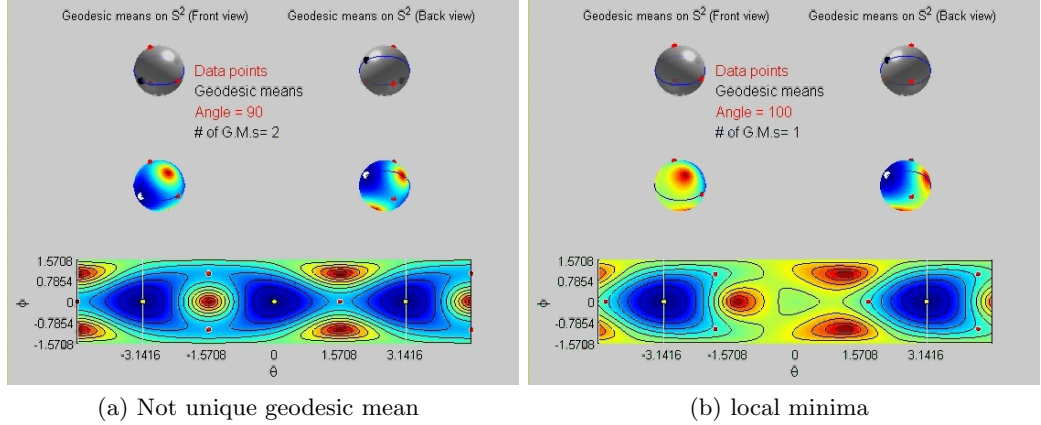 Geodesic means on S² (Front view)
Geodesic means on S² (Back view)
Data points
Geodesic means
Angle = 90
# of G.M.s= 2
1.5708
0.7854
0
-0.7854
-1.5708
ϕ
-3.1416
-1.5708
0
1.5708
3.1416
θ
(a) Not unique geodesic mean
Geodesic means on S² (Front view)
Geodesic means on S² (Back view)
Data points
Geodesic means
Angle = 100
# of G.M.s= 1
1.5708
0.7854
0
-0.7854
-1.5708
ϕ
-3.1416
-1.5708
0
1.5708
3.1416
θ
(b) local minima